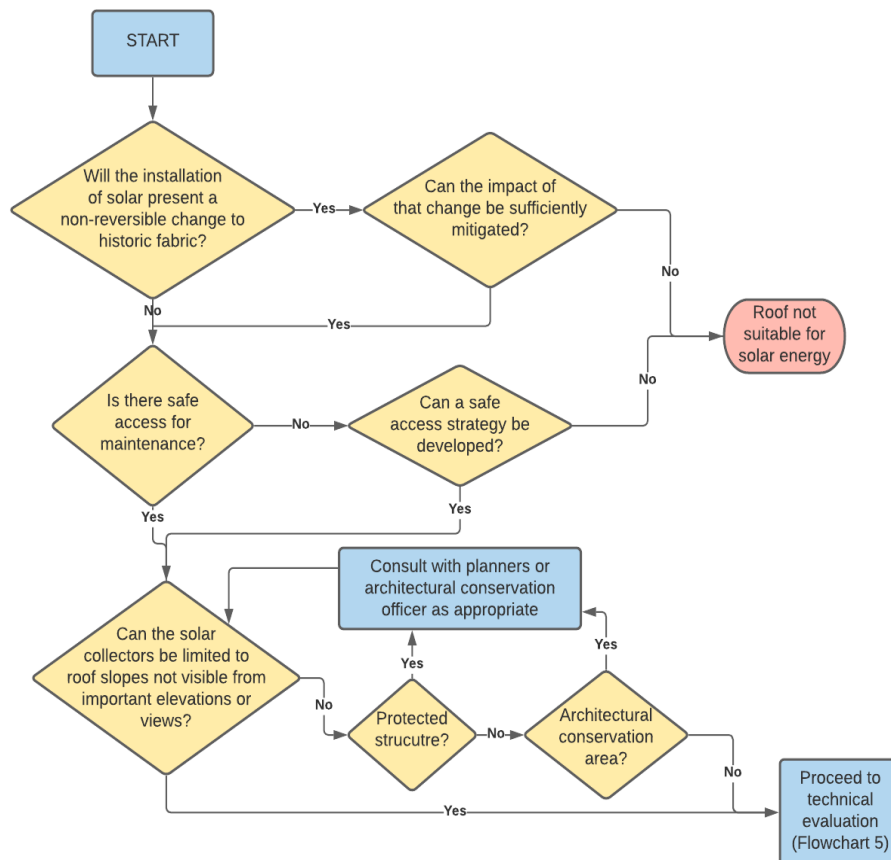 START
Will the installation
of solar present a
non-reversible change to
historic fabric?
Yes
Can the impact of
that change be sufficiently
mitigated?
No
No
Yes
Roof not
suitable for
solar energy
Is there safe
access for
maintenance?
No
Can a safe
access strategy be
developed?
No
Yes
Yes
Consult with planners or
architectural conservation
officer as appropriate
Can the solar
collectors be limited to
roof slopes not visible from
important elevations or
views?
No
Yes
Protected
strucutre?
No
Yes
Architectural
conservation
area?
No
Yes
Proceed to
technical
evaluation
(Flowchart 5)